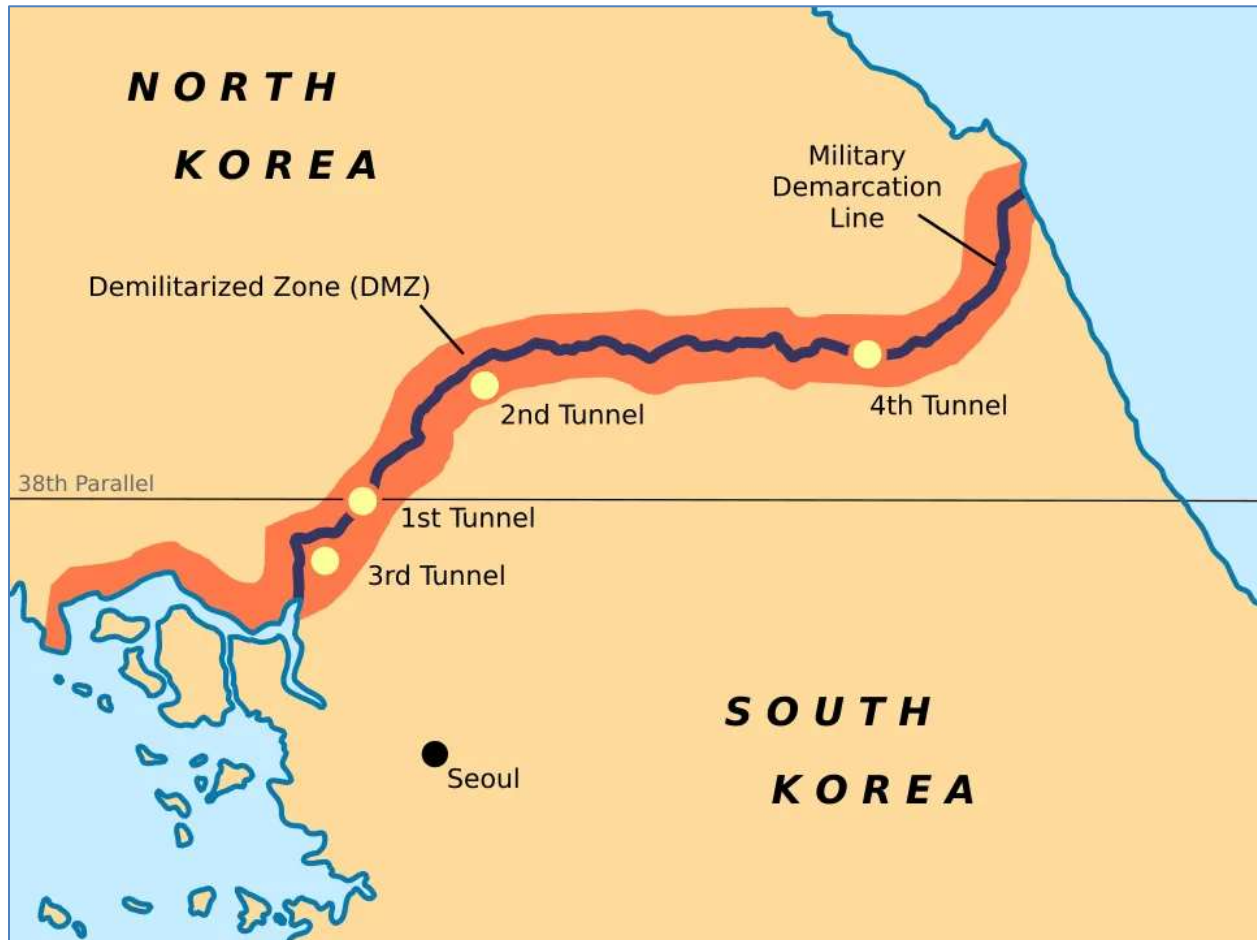 NORTH
KOREA
Military
Demarcation
Line
Demilitarized Zone (DMZ)
4th Tunnel
2nd Tunnel
38th Parallel
1st Tunnel
3rd Tunnel
SOUTH
KOREA
Seoul